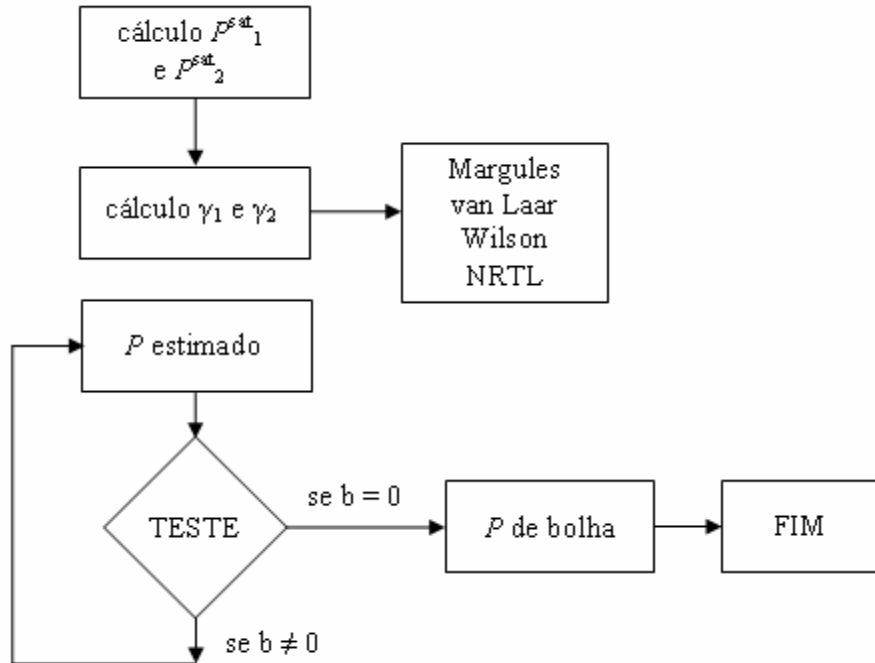 cálculo P^sat_1
e P^sat_2
cálculo γ1 e γ2
Margules
van Laar
Wilson
NRTL
P estimado
TESTE
se b = 0
P de bolha
FIM
se b ≠ 0